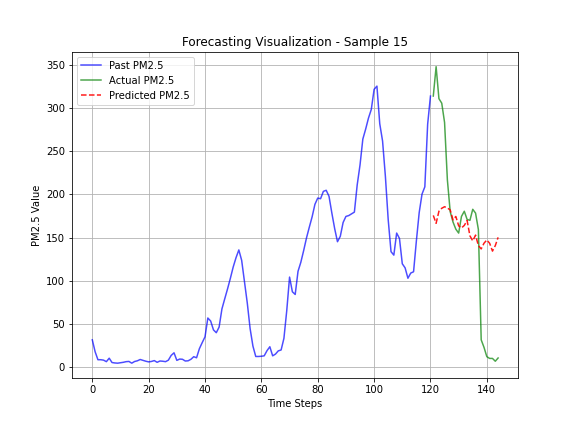 Forecasting Visualization - Sample 15
Past PM2.5
Actual PM2.5
Predicted PM2.5
PM2.5 Value
350
300
250
200
150
100
50
0
0 20 40 60 80 100 120 140
Time Steps